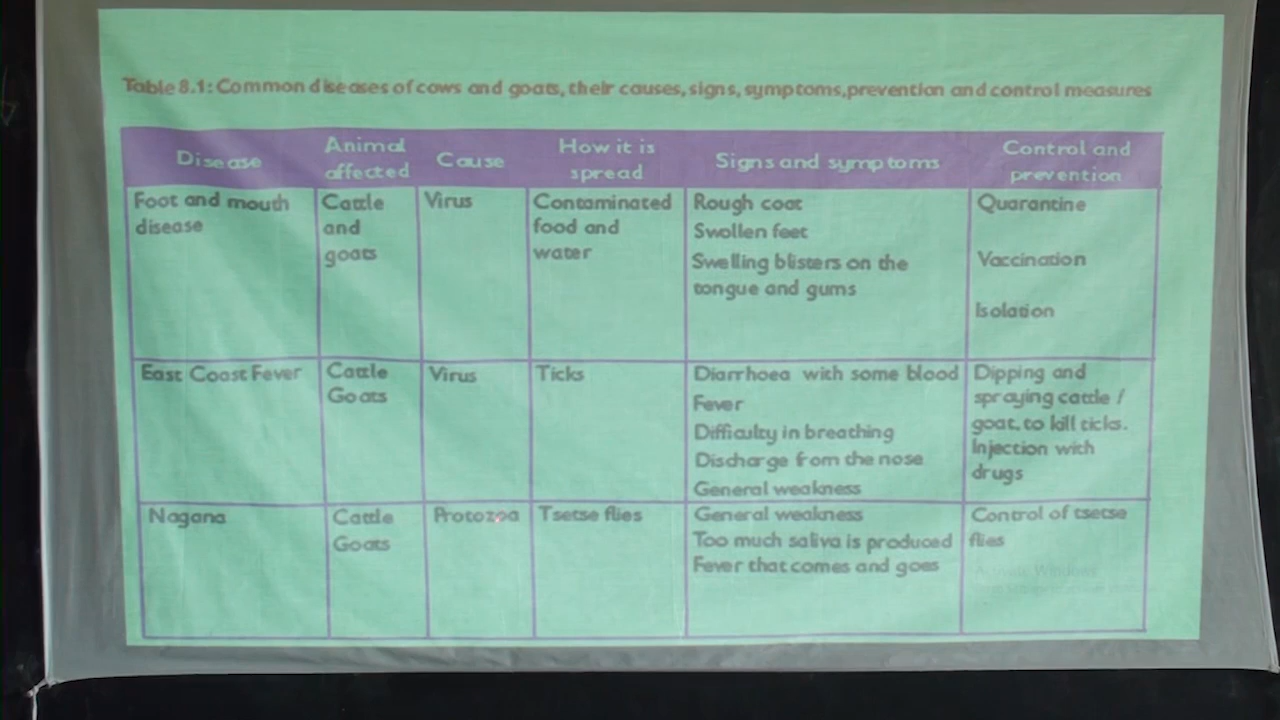 Table 8.1: Common diseases of cows and goats, their causes, signs, symptoms,prevention and control measures
Disease
Animal
affected
Cause
How it is
spread
Signs and symptoms
Control and
prevention
Foot and mouth
disease
Cattle
and
goats
Virus
Contaminated
food and
water
Rough coat
Swollen feet
Swelling blisters on the
tongue and gums
Quarantine
Vaccination
Isolation
East Coast Fever
Cattle
Goats
Virus
Ticks
Diarrhoea with some blood
Fever
Difficulty in breathing
Discharge from the nose
General weakness
Dipping and
spraying cattle /
goat, to kill ticks.
Injection with
drugs
Nagana
Cattle
Goats
Protozoa
Tsetse flies
General weakness
Too much saliva is produced
Fever that comes and goes
Control of tsetse
flies
Activate Windows